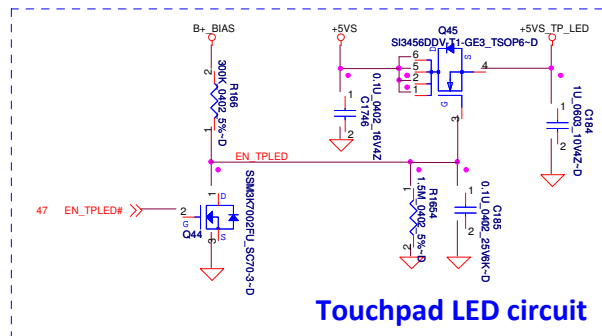 B+_BIAS
+5VS
Q45
SI3456DDV-T1-GE3_TSOP6~D
+5VS_TP_LED
2
R166
300K_0402_5%~D
1
6
5
2
1
D
S
4
G
3
1
C1746
0.1U_0402_16V4Z
2
1
C184
1U_0603_10V4Z~D
2
EN_TPLED
47 EN_TPLED#
2
G
Q44
1
D
3
S
SSM3K7002FU_SC70-3~D
1
R1654
1.5M_0402_5%~D
2
1
C185
0.1U_0402_25V6K~D
2
Touchpad LED circuit